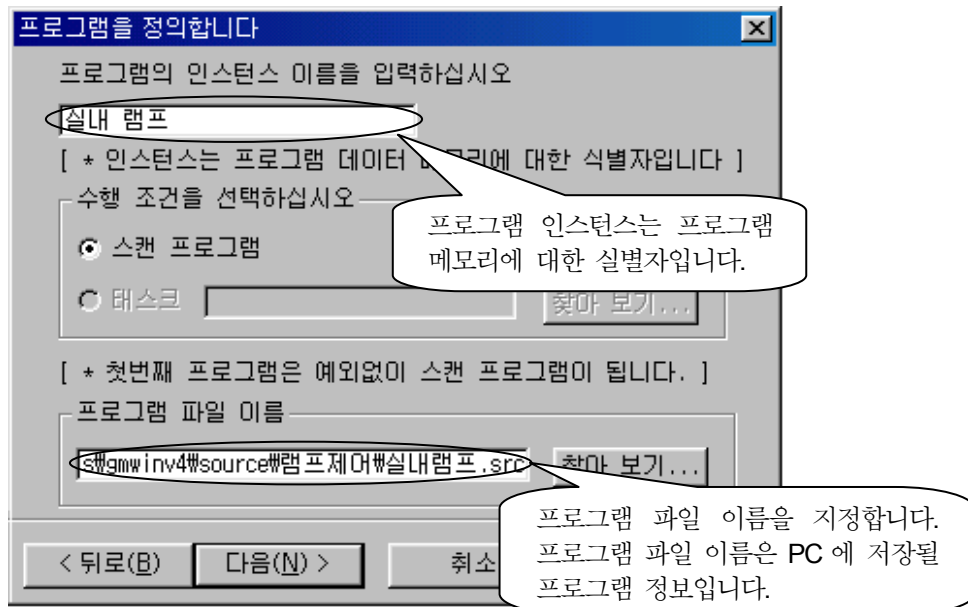 프로그램을 정의합니다
프로그램의 인스턴스 이름을 입력하십시오
실내 램프
[ * 인스턴스는 프로그램 데이터 메모리에 대한 식별자입니다 ]
수행 조건을 선택하십시오
프로그램 인스턴스는 프로그램
메모리에 대한 실별자입니다.
스캔 프로그램
태스크
찾아 보기...
[ * 첫번째 프로그램은 예외없이 스캔 프로그램이 됩니다. ]
프로그램 파일 이름
s₩gmwinv4₩source₩램프제어₩실내램프.src
찾아 보기...
프로그램 파일 이름을 지정합니다.
프로그램 파일 이름은 PC 에 저장될
프로그램 정보입니다.
< 뒤로(B)
다음(N) >
취소